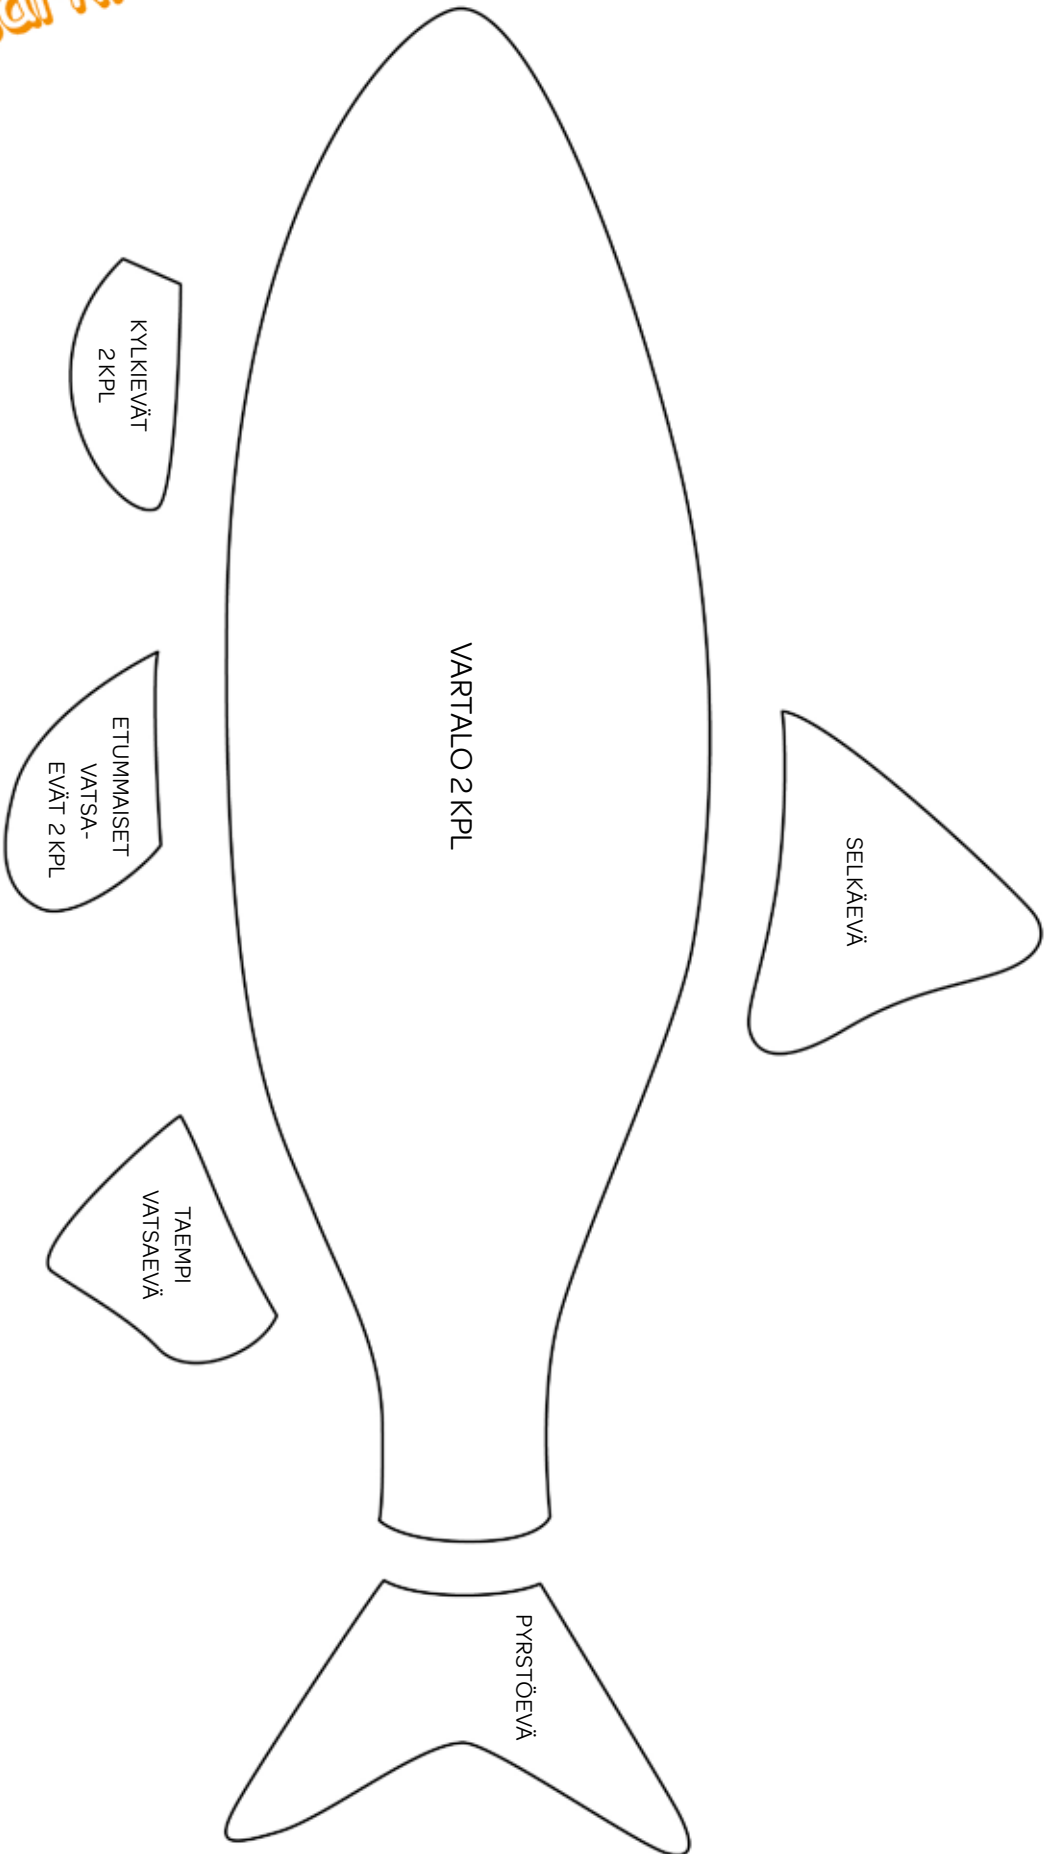 KYLKIEVÄT
2 KPL
ETUMMAISET
VATSA-
EVÄT 2 KPL
VARTALO 2 KPL
SELKÄEVÄ
TAEMPI
VATSAEVÄ
PYRSTÖEVÄ